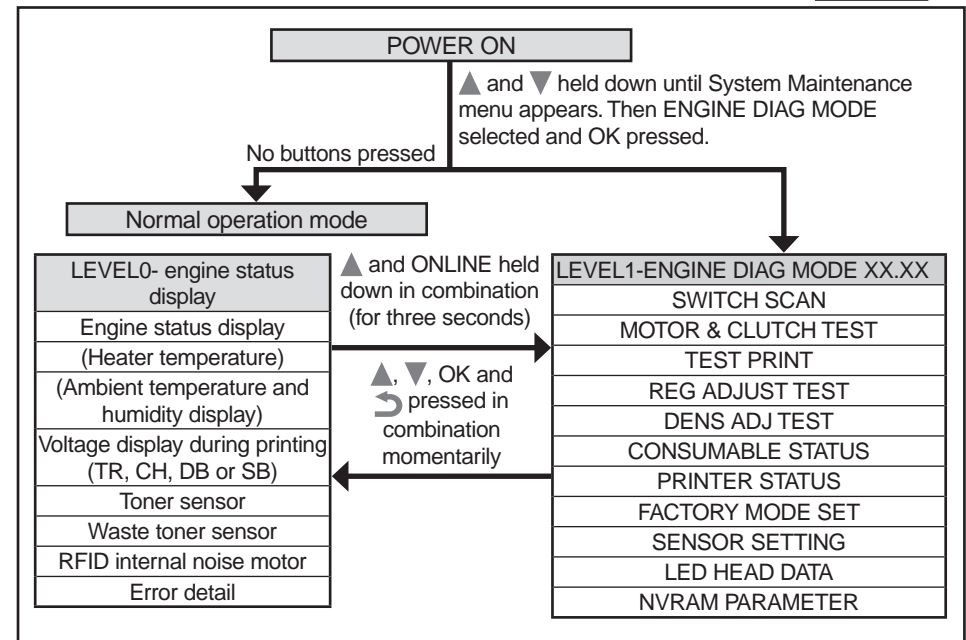 POWER ON
▲ and ▼ held down until System Maintenance
menu appears. Then ENGINE DIAG MODE
selected and OK pressed.
No buttons pressed
Normal operation mode
LEVEL0- engine status
display
Engine status display
(Heater temperature)
(Ambient temperature and
humidity display)
Voltage display during printing
(TR, CH, DB or SB)
Toner sensor
Waste toner sensor
RFID internal noise motor
Error detail
▲ and ONLINE held
down in combination
(for three seconds)
▲, ▼, OK and
⮌ pressed in
combination
momentarily
LEVEL1-ENGINE DIAG MODE XX.XX
SWITCH SCAN
MOTOR & CLUTCH TEST
TEST PRINT
REG ADJUST TEST
DENS ADJ TEST
CONSUMABLE STATUS
PRINTER STATUS
FACTORY MODE SET
SENSOR SETTING
LED HEAD DATA
NVRAM PARAMETER